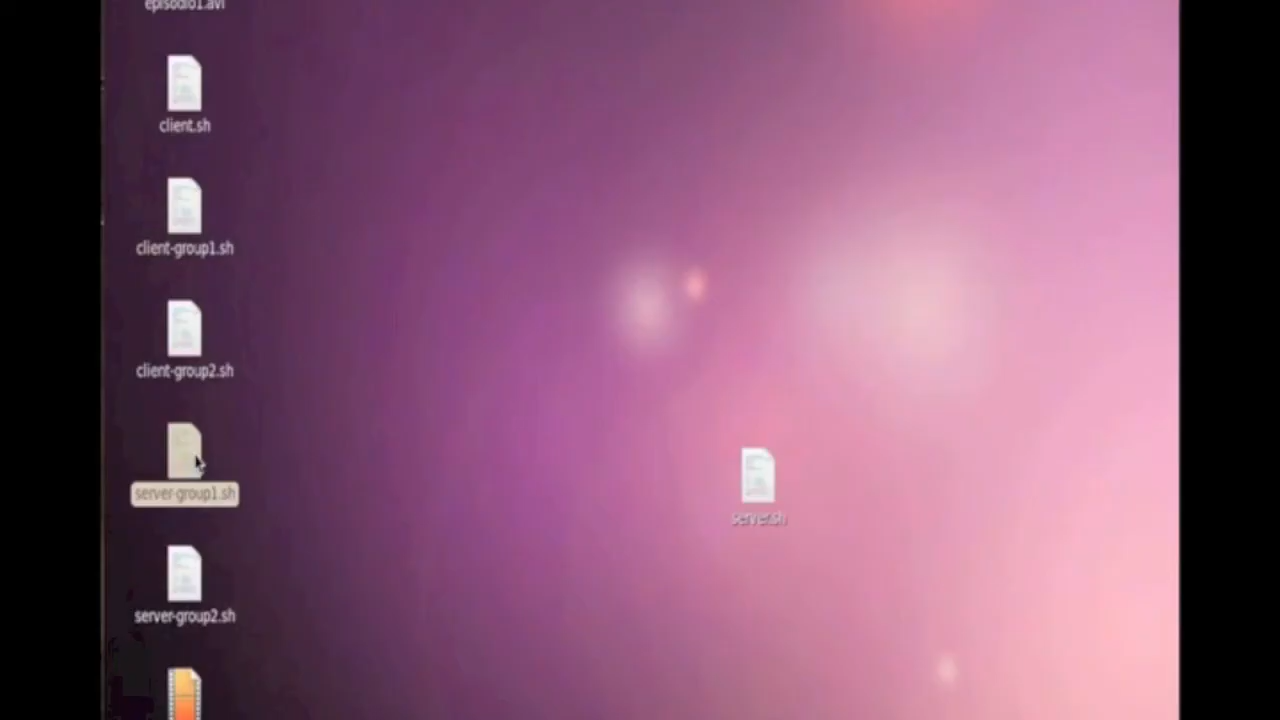 episodio1.avi
client.sh
client-group1.sh
client-group2.sh
server-group1.sh
server.sh
server-group2.sh